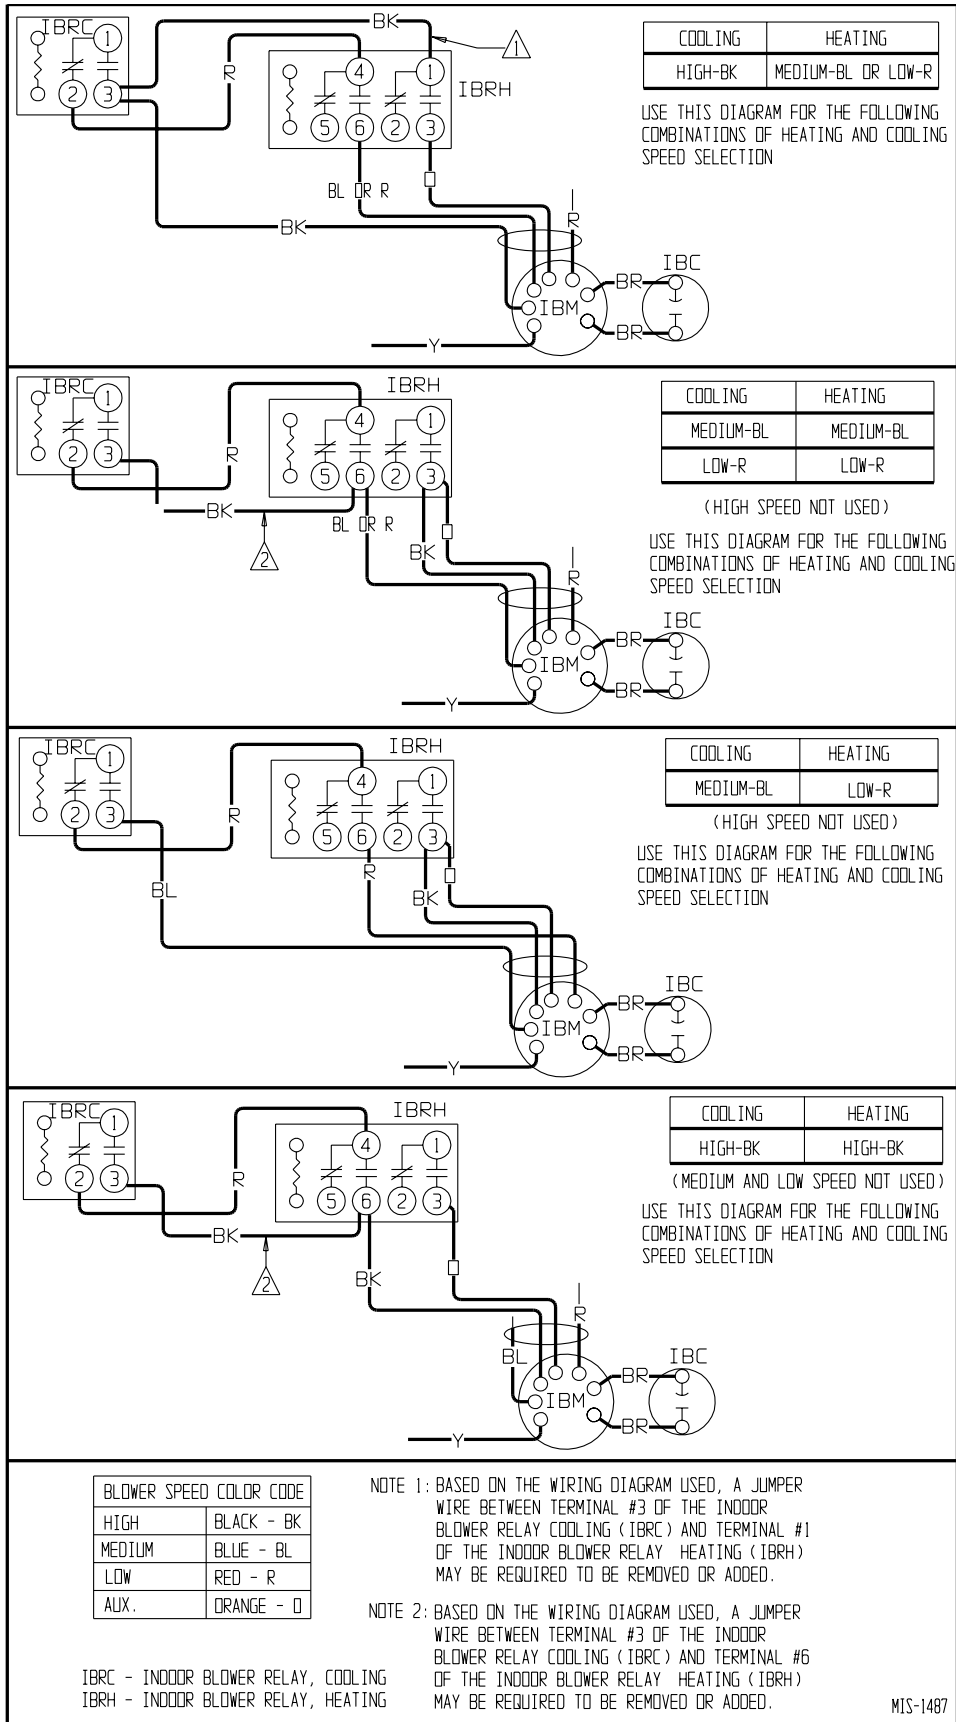 IBRC
1
2
3
BK
R
1
4
1
IBRH
5
6
2
3
BL OR R
O
BK
R
IBM
BR
BR
IBC
Y
COOLING HEATING
HIGH-BK MEDIUM-BL OR LOW-R
USE THIS DIAGRAM FOR THE FOLLOWING
COMBINATIONS OF HEATING AND COOLING
SPEED SELECTION
IBRC
1
2
3
R
IBRH
4
1
5
6
2
3
BK
2
BL OR R
BK
O
R
IBM
BR
BR
IBC
Y
COOLING HEATING
MEDIUM-BL MEDIUM-BL
LOW-R LOW-R
(HIGH SPEED NOT USED)
USE THIS DIAGRAM FOR THE FOLLOWING
COMBINATIONS OF HEATING AND COOLING
SPEED SELECTION
IBRC
1
2
3
R
IBRH
4
1
5
6
2
3
BL
R
BK
O
IBM
BR
BR
IBC
Y
COOLING HEATING
MEDIUM-BL LOW-R
(HIGH SPEED NOT USED)
USE THIS DIAGRAM FOR THE FOLLOWING
COMBINATIONS OF HEATING AND COOLING
SPEED SELECTION
IBRC
1
2
3
R
IBRH
4
1
5
6
2
3
BK
2
BK
O
R
BL
IBM
BR
BR
IBC
Y
COOLING HEATING
HIGH-BK HIGH-BK
(MEDIUM AND LOW SPEED NOT USED)
USE THIS DIAGRAM FOR THE FOLLOWING
COMBINATIONS OF HEATING AND COOLING
SPEED SELECTION
BLOWER SPEED COLOR CODE
HIGH BLACK - BK
MEDIUM BLUE - BL
LOW RED - R
AUX. ORANGE - O
IBRC - INDOOR BLOWER RELAY, COOLING
IBRH - INDOOR BLOWER RELAY, HEATING
NOTE 1: BASED ON THE WIRING DIAGRAM USED, A JUMPER
WIRE BETWEEN TERMINAL #3 OF THE INDOOR
BLOWER RELAY COOLING (IBRC) AND TERMINAL #1
OF THE INDOOR BLOWER RELAY HEATING (IBRH)
MAY BE REQUIRED TO BE REMOVED OR ADDED.
NOTE 2: BASED ON THE WIRING DIAGRAM USED, A JUMPER
WIRE BETWEEN TERMINAL #3 OF THE INDOOR
BLOWER RELAY COOLING (IBRC) AND TERMINAL #6
OF THE INDOOR BLOWER RELAY HEATING (IBRH)
MAY BE REQUIRED TO BE REMOVED OR ADDED.
MIS-1487